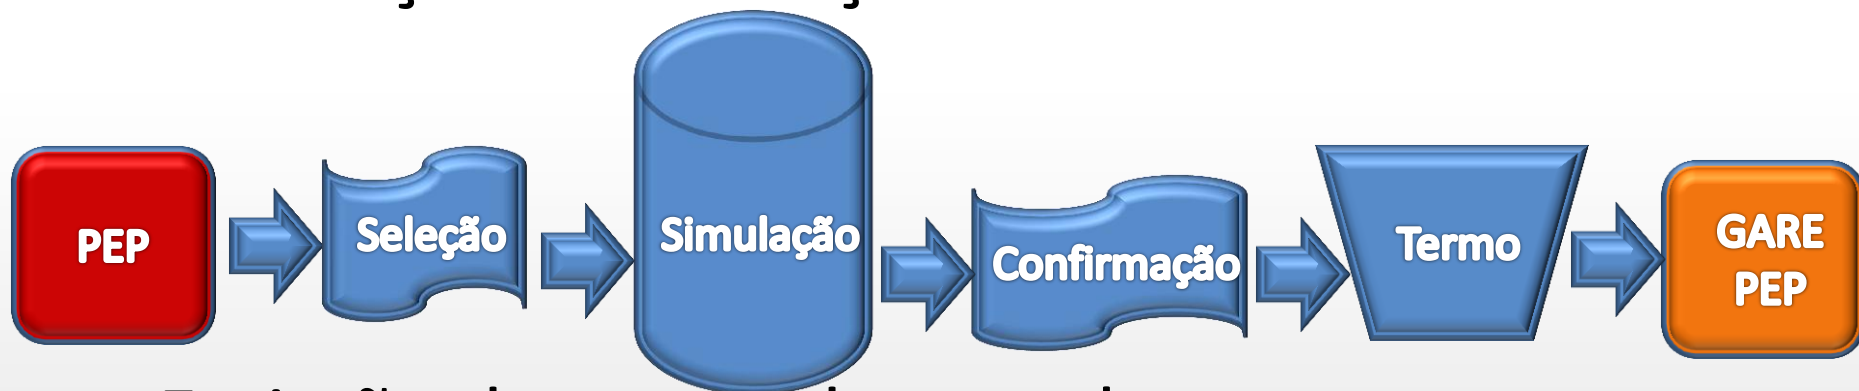 PEP
Seleção
Simulação
Confirmação
Termo
GARE
PEP